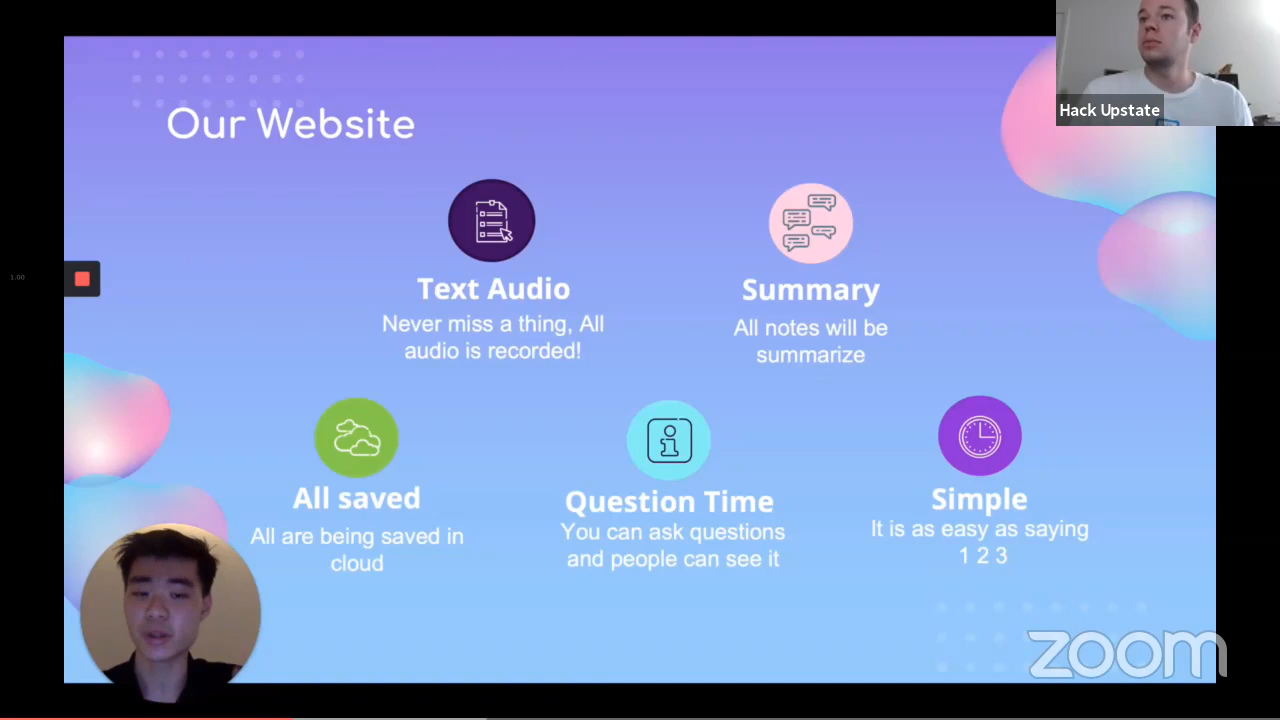 Our Website
Hack Upstate
1.00
Text Audio
Never miss a thing, All
audio is recorded!
Summary
All notes will be
summarize
All saved
All are being saved in
cloud
Question Time
You can ask questions
and people can see it
Simple
It is as easy as saying
1 2 3
zoom